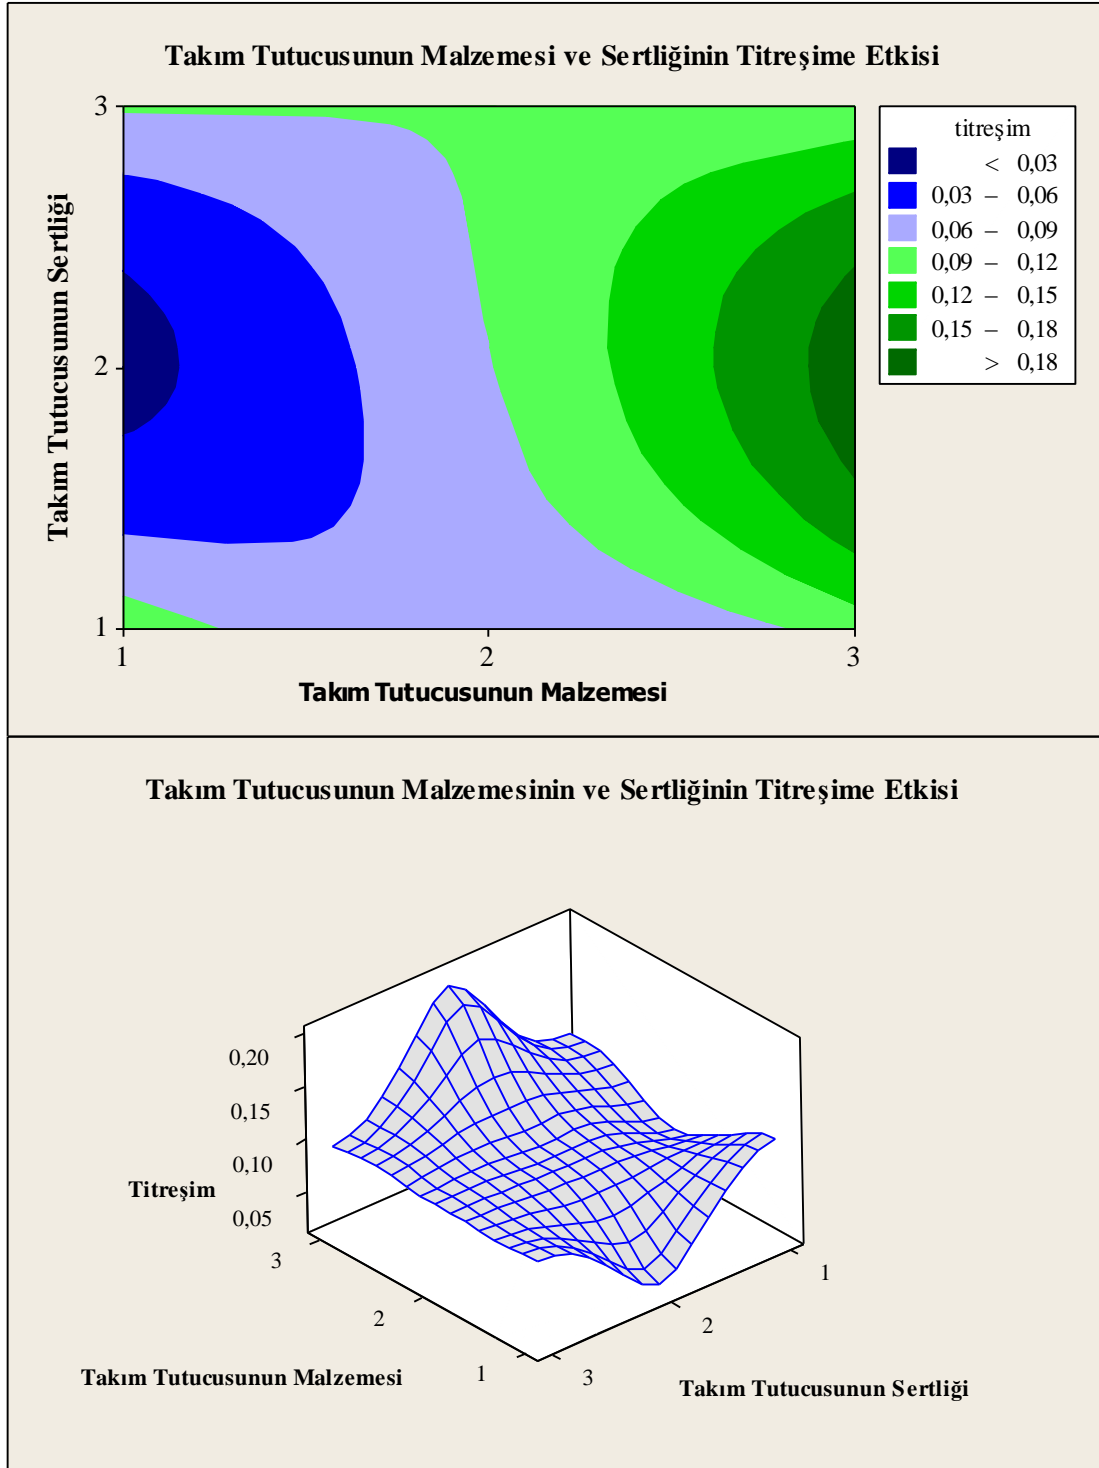 Takım Tutucusunun Malzemesi ve Sertliğinin Titreşime Etkisi
titreşim
< 0,03
0,03 – 0,06
0,06 – 0,09
0,09 – 0,12
0,12 – 0,15
0,15 – 0,18
> 0,18
Takım Tutucusunun Sertliği
3
2
1
1 2 3
Takım Tutucusunun Malzemesi
Takım Tutucusunun Malzemesinin ve Sertliğinin Titreşime Etkisi
0,20
0,15
0,10
Titreşim
0,05
3
2
1
1
2
3
Takım Tutucusunun Malzemesi
Takım Tutucusunun Sertliği